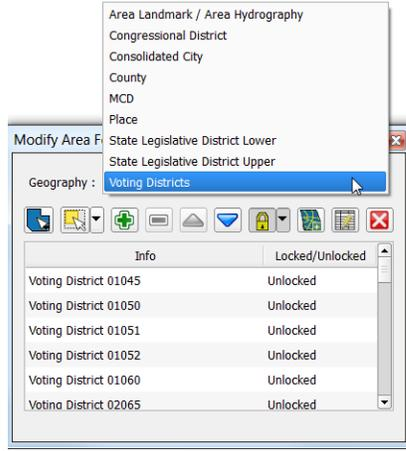 Area Landmark / Area Hydrography
Congressional District
Consolidated City
County
MCD
Place
Modify Area F
State Legislative District Lower
State Legislative District Upper
Geography :
Voting Districts
Info
Locked/Unlocked
Voting District 01045
Unlocked
Voting District 01050
Unlocked
Voting District 01051
Unlocked
Voting District 01052
Unlocked
Voting District 01060
Unlocked
Voting District 02065
Unlocked